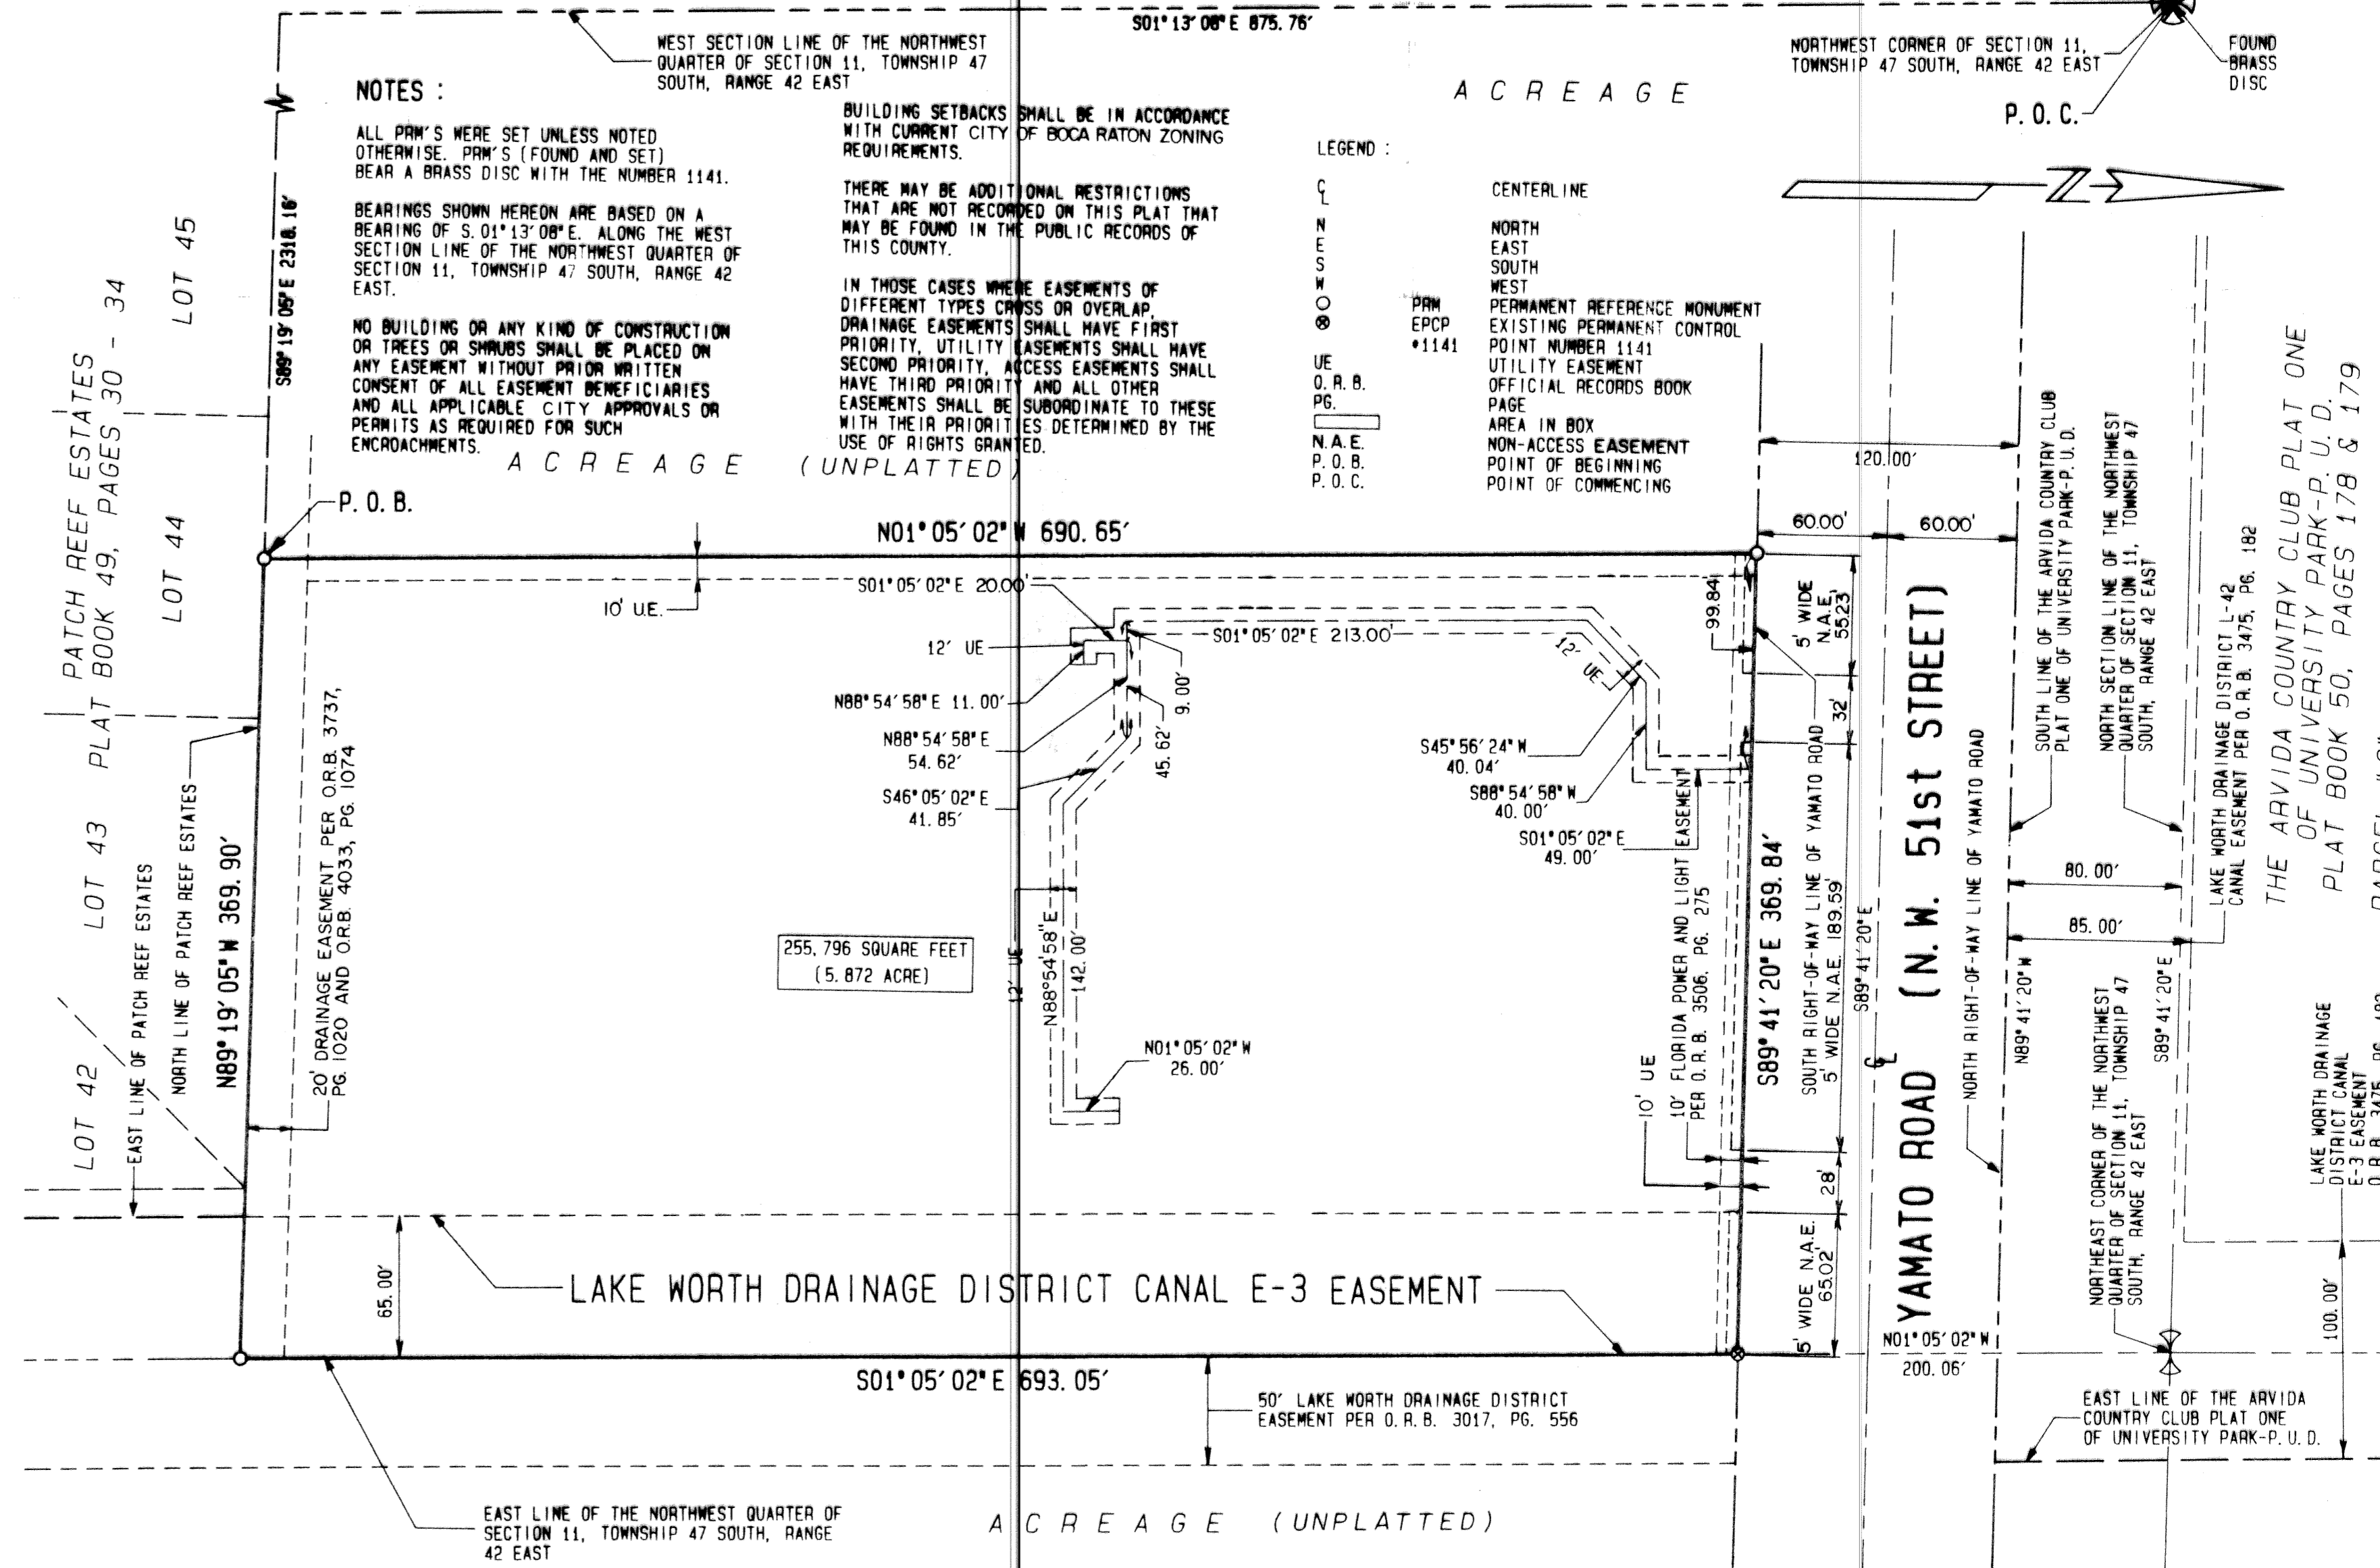 S01°13'08"E 875.76'
WEST SECTION LINE OF THE NORTHWEST
QUARTER OF SECTION 11, TOWNSHIP 47
SOUTH, RANGE 42 EAST
NORTHWEST CORNER OF SECTION 11,
TOWNSHIP 47 SOUTH, RANGE 42 EAST
FOUND
BRASS
DISC
P.O.C.
A C R E A G E
NOTES :
ALL PRM'S WERE SET UNLESS NOTED
OTHERWISE. PRM'S (FOUND AND SET)
BEAR A BRASS DISC WITH THE NUMBER 1141.
BEARINGS SHOWN HEREON ARE BASED ON A
BEARING OF S.01°13'08"E. ALONG THE WEST
SECTION LINE OF THE NORTHWEST QUARTER OF
SECTION 11, TOWNSHIP 47 SOUTH, RANGE 42
EAST.
NO BUILDING OR ANY KIND OF CONSTRUCTION
OR TREES OR SHRUBS SHALL BE PLACED ON
ANY EASEMENT WITHOUT PRIOR WRITTEN
CONSENT OF ALL EASEMENT BENEFICIARIES
AND ALL APPLICABLE CITY APPROVALS OR
PERMITS AS REQUIRED FOR SUCH
ENCROACHMENTS.
BUILDING SETBACKS SHALL BE IN ACCORDANCE
WITH CURRENT CITY OF BOCA RATON ZONING
REQUIREMENTS.
THERE MAY BE ADDITIONAL RESTRICTIONS
THAT ARE NOT RECORDED ON THIS PLAT THAT
MAY BE FOUND IN THE PUBLIC RECORDS OF
THIS COUNTY.
IN THOSE CASES WHERE EASEMENTS OF
DIFFERENT TYPES CROSS OR OVERLAP,
DRAINAGE EASEMENTS SHALL HAVE FIRST
PRIORITY, UTILITY EASEMENTS SHALL HAVE
SECOND PRIORITY, ACCESS EASEMENTS SHALL
HAVE THIRD PRIORITY AND ALL OTHER
EASEMENTS SHALL BE SUBORDINATE TO THESE
WITH THEIR PRIORITIES DETERMINED BY THE
USE OF RIGHTS GRANTED.
LEGEND :
℄ CENTERLINE
N NORTH
E EAST
S SOUTH
W WEST
PRM PERMANENT REFERENCE MONUMENT
EPCP EXISTING PERMANENT CONTROL
#1141 POINT NUMBER 1141
UE UTILITY EASEMENT
O.R.B. OFFICIAL RECORDS BOOK
PG. PAGE
AREA IN BOX
N.A.E. NON-ACCESS EASEMENT
P.O.B. POINT OF BEGINNING
P.O.C. POINT OF COMMENCING
Z
A C R E A G E (UNPLATTED)
S89°19'05"E 2318.16'
LOT 45
LOT 44
LOT 43
LOT 42
PATCH REEF ESTATES
PLAT BOOK 49, PAGES 30 - 34
P.O.B.
N01°05'02"W 690.65'
10' UE.
S01°05'02"E 20.00'
12' UE
N88°54'58"E 11.00'
N88°54'58"E
54.62'
S46°05'02"E
41.85'
9.00'
45.62'
S01°05'02"E 213.00'
12' UE
S45°56'24"W
40.04'
S88°54'58"W
40.00'
S01°05'02"E
49.00'
99.84'
5' WIDE
N.A.E.
55.23'
32'
60.00'
60.00'
120.00'
255,796 SQUARE FEET
(5.872 ACRE)
12' UE
N88°54'58"E
142.00'
N01°05'02"W
26.00'
EAST LINE OF PATCH REEF ESTATES
NORTH LINE OF PATCH REEF ESTATES
N89°19'05"W 369.90'
20' DRAINAGE EASEMENT PER O.R.B. 3737,
PG. 1020 AND O.R.B. 4033, PG. 1074
10' UE
10' FLORIDA POWER AND LIGHT EASEMENT
PER O.R.B. 3506, PG. 275
S89°41'20"E 369.84'
SOUTH RIGHT-OF-WAY LINE OF YAMATO ROAD
5' WIDE N.A.E. 189.59'
28'
5' WIDE N.A.E.
65.02'
S89°41'20"E
℄
YAMATO ROAD (N.W. 51st STREET)
NORTH RIGHT-OF-WAY LINE OF YAMATO ROAD
N89°41'20"W
SOUTH LINE OF THE ARVIDA COUNTRY CLUB
PLAT ONE OF UNIVERSITY PARK-P.U.D.
NORTH SECTION LINE OF THE NORTHWEST
QUARTER OF SECTION 11, TOWNSHIP 47
SOUTH, RANGE 42 EAST
LAKE WORTH DRAINAGE DISTRICT L-42
CANAL EASEMENT PER O.R.B. 3475, PG. 182
THE ARVIDA COUNTRY CLUB PLAT ONE
OF UNIVERSITY PARK-P.U.D.
PLAT BOOK 50, PAGES 178 & 179
80.00'
85.00'
S89°41'20"E
NORTHEAST CORNER OF THE NORTHWEST
QUARTER OF SECTION 11, TOWNSHIP 47
SOUTH, RANGE 42 EAST
LAKE WORTH DRAINAGE
DISTRICT CANAL
E-3 EASEMENT
100.00'
65.00'
LAKE WORTH DRAINAGE DISTRICT CANAL E-3 EASEMENT
S01°05'02"E 693.05'
N01°05'02"W
200.06'
50' LAKE WORTH DRAINAGE DISTRICT
EASEMENT PER O.R.B. 3017, PG. 556
EAST LINE OF THE ARVIDA
COUNTRY CLUB PLAT ONE
OF UNIVERSITY PARK-P.U.D.
EAST LINE OF THE NORTHWEST QUARTER OF
SECTION 11, TOWNSHIP 47 SOUTH, RANGE
42 EAST
A C R E A G E (UNPLATTED)